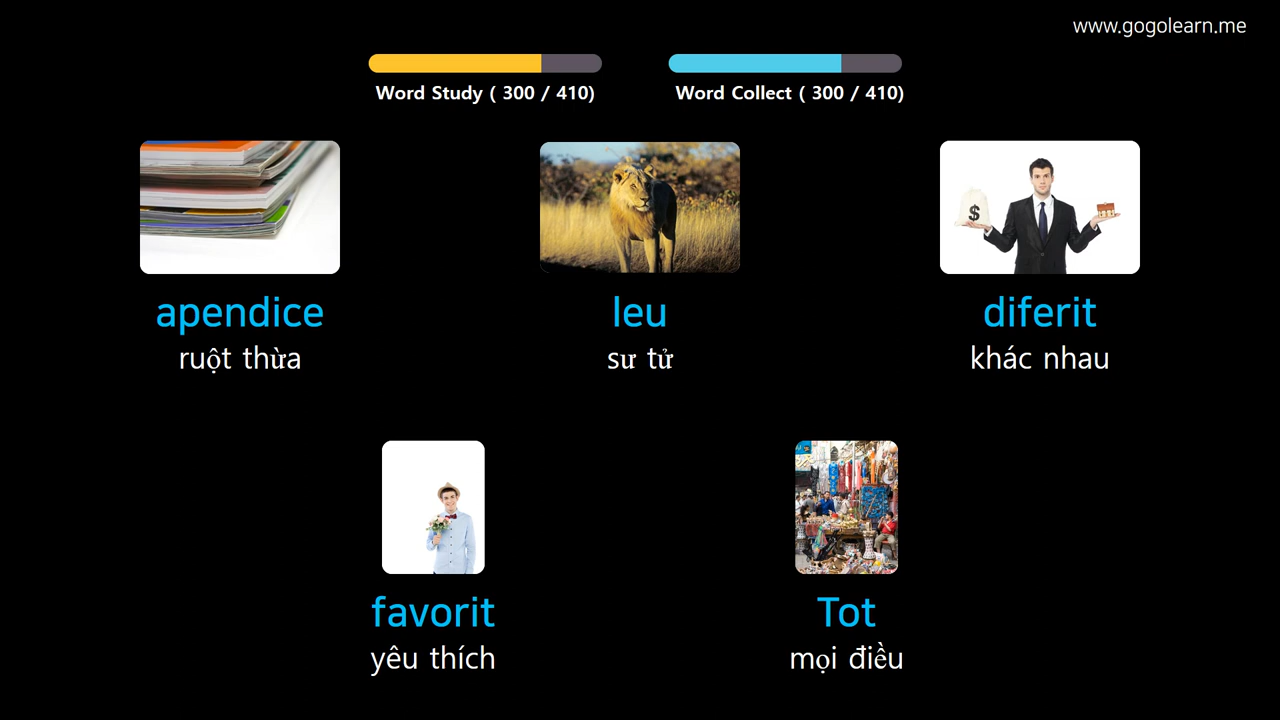 www.gogolearn.me
Word Study ( 300 / 410)
Word Collect ( 300 / 410)
apendice
ruột thừa
leu
sư tử
diferit
khác nhau
favorit
yêu thích
Tot
mọi điều